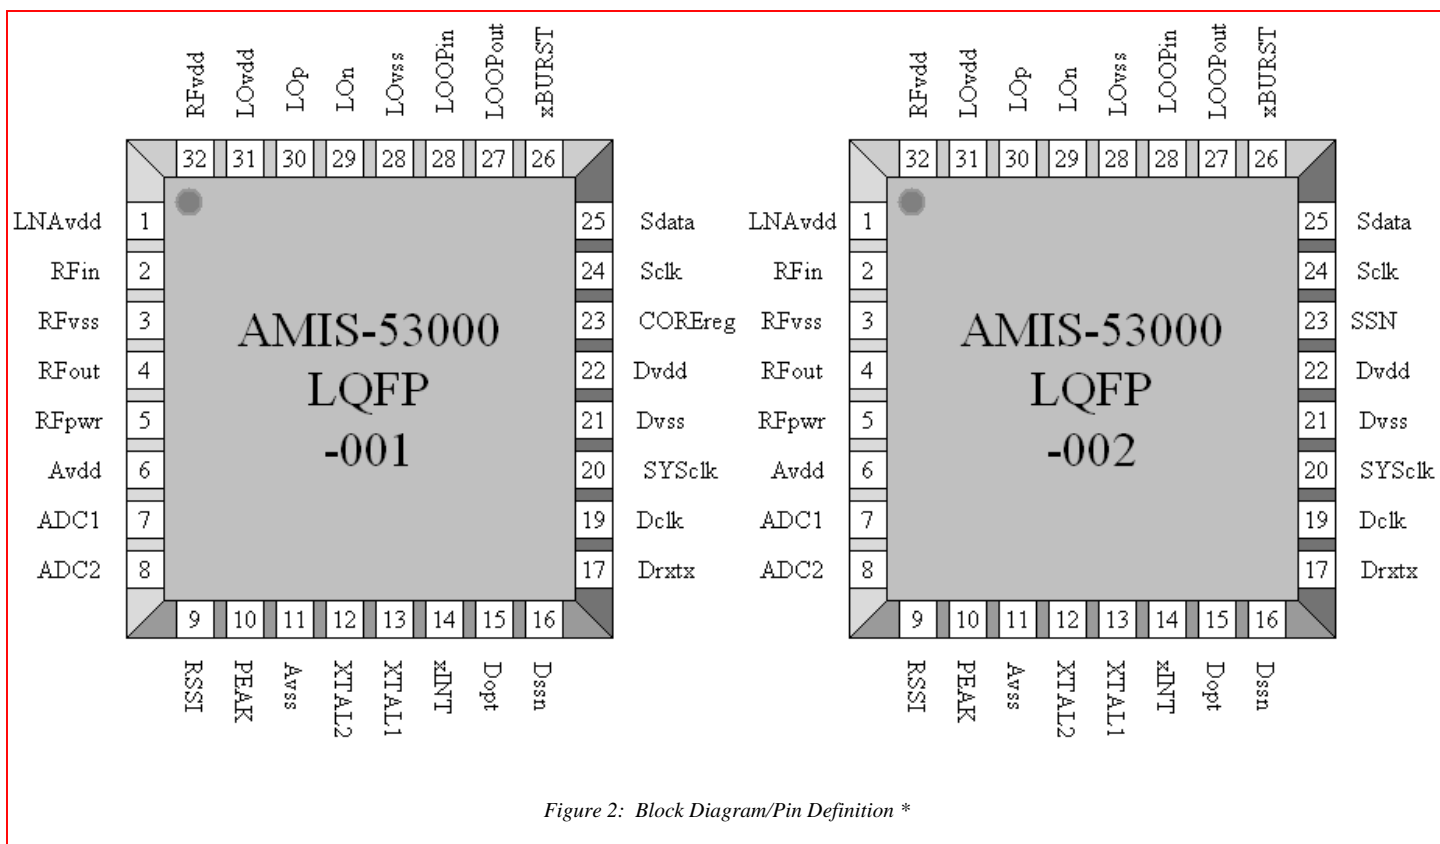 RFvdd LOvdd LOp LOn LOvss LOOPin LOOPout xBURST
32 31 30 29 28 28 27 26
LNAvdd 1
RFin 2
RFvss 3
RFout 4
RFpwr 5
Avdd 6
ADC1 7
ADC2 8
AMIS-53000
LQFP
-001
25 Sdata
24 Sclk
23 COREreg
22 Dvdd
21 Dvss
20 SYSclk
19 Dclk
17 Drxtx
9 10 11 12 13 14 15 16
RSSI PEAK Avss XTAL2 XTAL1 xINT Dopt Dssn
RFvdd LOvdd LOp LOn LOvss LOOPin LOOPout xBURST
32 31 30 29 28 28 27 26
LNAvdd 1
RFin 2
RFvss 3
RFout 4
RFpwr 5
Avdd 6
ADC1 7
ADC2 8
AMIS-53000
LQFP
-002
25 Sdata
24 Sclk
23 SSN
22 Dvdd
21 Dvss
20 SYSclk
19 Dclk
17 Drxtx
9 10 11 12 13 14 15 16
RSSI PEAK Avss XTAL2 XTAL1 xINT Dopt Dssn
Figure 2: Block Diagram/Pin Definition *